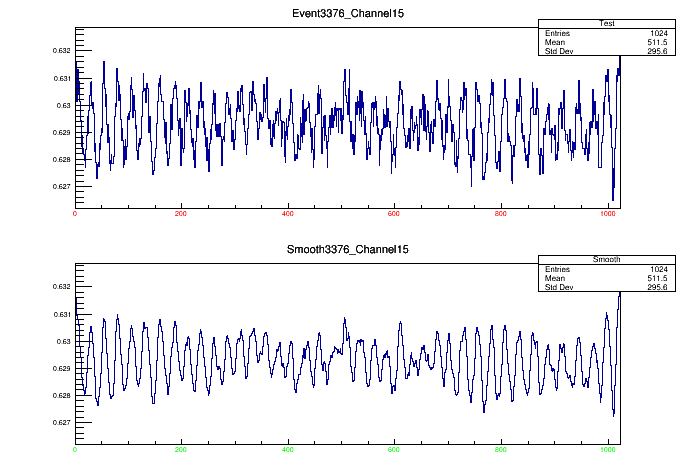 Event3376_Channel15
Test
Entries 1024
Mean 511.5
Std Dev 295.6
0.632
0.631
0.63
0.629
0.628
0.627
0 200 400 600 800 1000
Smooth3376_Channel15
Smooth
Entries 1024
Mean 511.5
Std Dev 295.6
0.632
0.631
0.63
0.629
0.628
0.627
0 200 400 600 800 1000